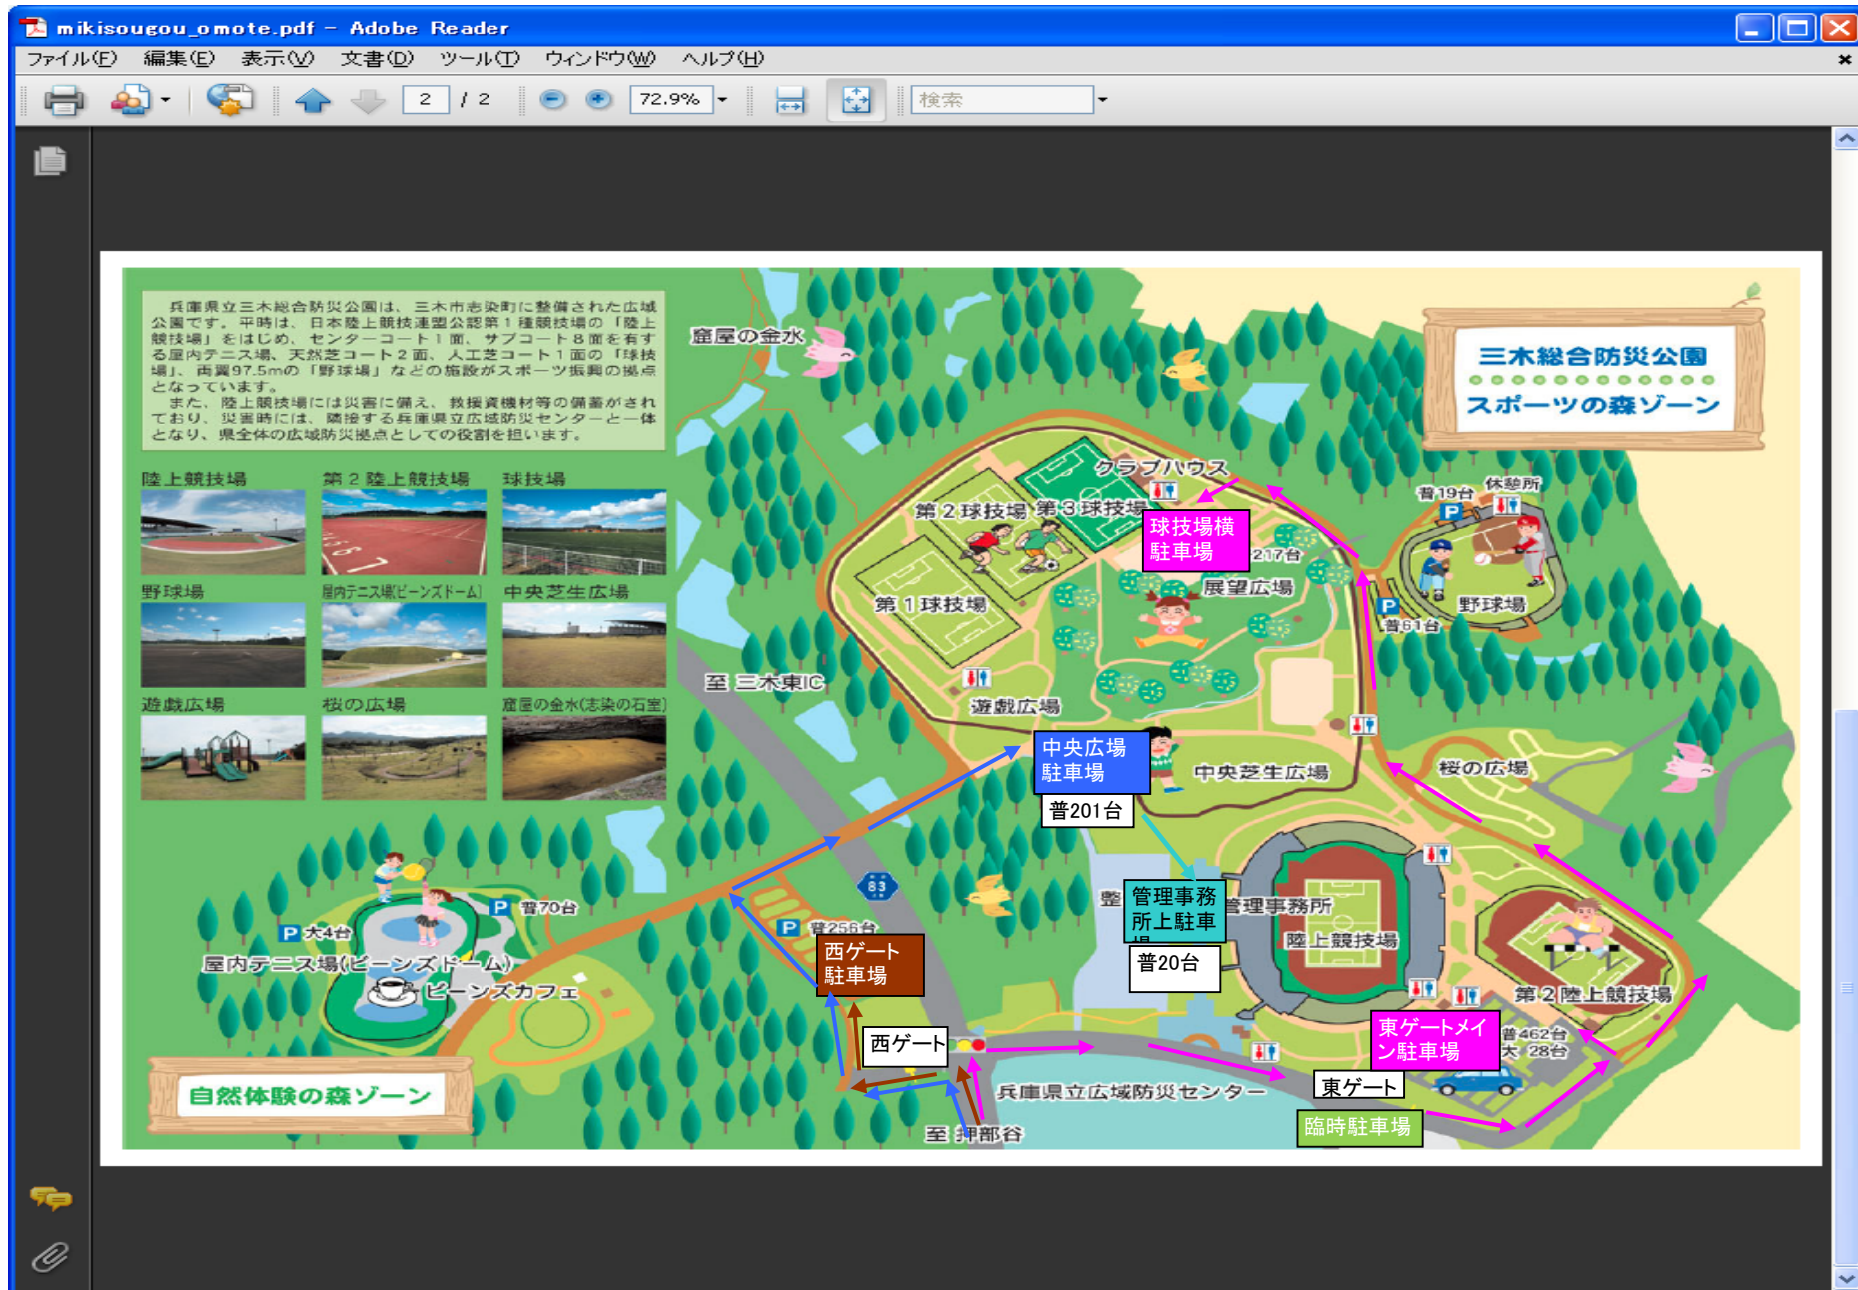 mikisougou_omote.pdf - Adobe Reader
ファイル(F) 編集(E) 表示(V) 文書(D) ツール(T) ウィンドウ(W) ヘルプ(H)
2 / 2 72.9% 検索
兵庫県立三木総合防災公園は、三木市志染町に整備された広域
公園です。平時は、日本陸上競技連盟公認第1種競技場の「陸上
競技場」をはじめ、センターコート1面、サブコート8面を有す
る屋内テニス場、天然芝コート2面、人工芝コート1面の「球技
場」、両翼97.5mの「野球場」などの施設がスポーツ振興の拠点
となっています。
また、陸上競技場には災害に備え、救援資機材等の備蓄がされ
ており、災害時には、隣接する兵庫県立広域防災センターと一体
となり、県全体の広域防災拠点としての役割を担います。
陸上競技場 第2陸上競技場 球技場
野球場 屋内テニス場(ビーンズドーム) 中央芝生広場
遊戯広場 桜の広場 窟屋の金水(志染の石室)
窟屋の金水
三木総合防災公園
スポーツの森ゾーン
クラブハウス
第2球技場 第3球技場
球技場横
駐車場
217台
普19台 休憩所
P
野球場
P
普61台
第1球技場
展望広場
至 三木東IC
遊戯広場
中央広場
駐車場
普201台
中央芝生広場
桜の広場
83
P 普70台
P 大4台
P 普256台
屋内テニス場(ビーンズドーム)
ビーンズカフェ
西ゲート
駐車場
整
管理事務
所上駐車
普20台
管理事務所
陸上競技場
第2陸上競技場
西ゲート
東ゲートメイ
ン駐車場
普462台
大 28台
東ゲート
臨時駐車場
兵庫県立広域防災センター
至 押部谷
自然体験の森ゾーン